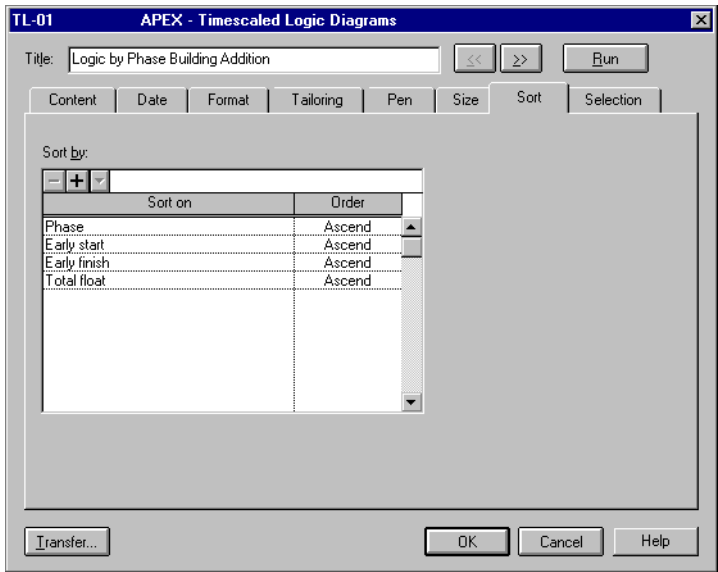 TL-01 APEX - Timescaled Logic Diagrams
Title: Logic by Phase Building Addition << >> Run
Content Date Format Tailoring Pen Size Sort Selection
Sort by:
Sort on Order
Phase Ascend
Early start Ascend
Early finish Ascend
Total float Ascend
Transfer... OK Cancel Help